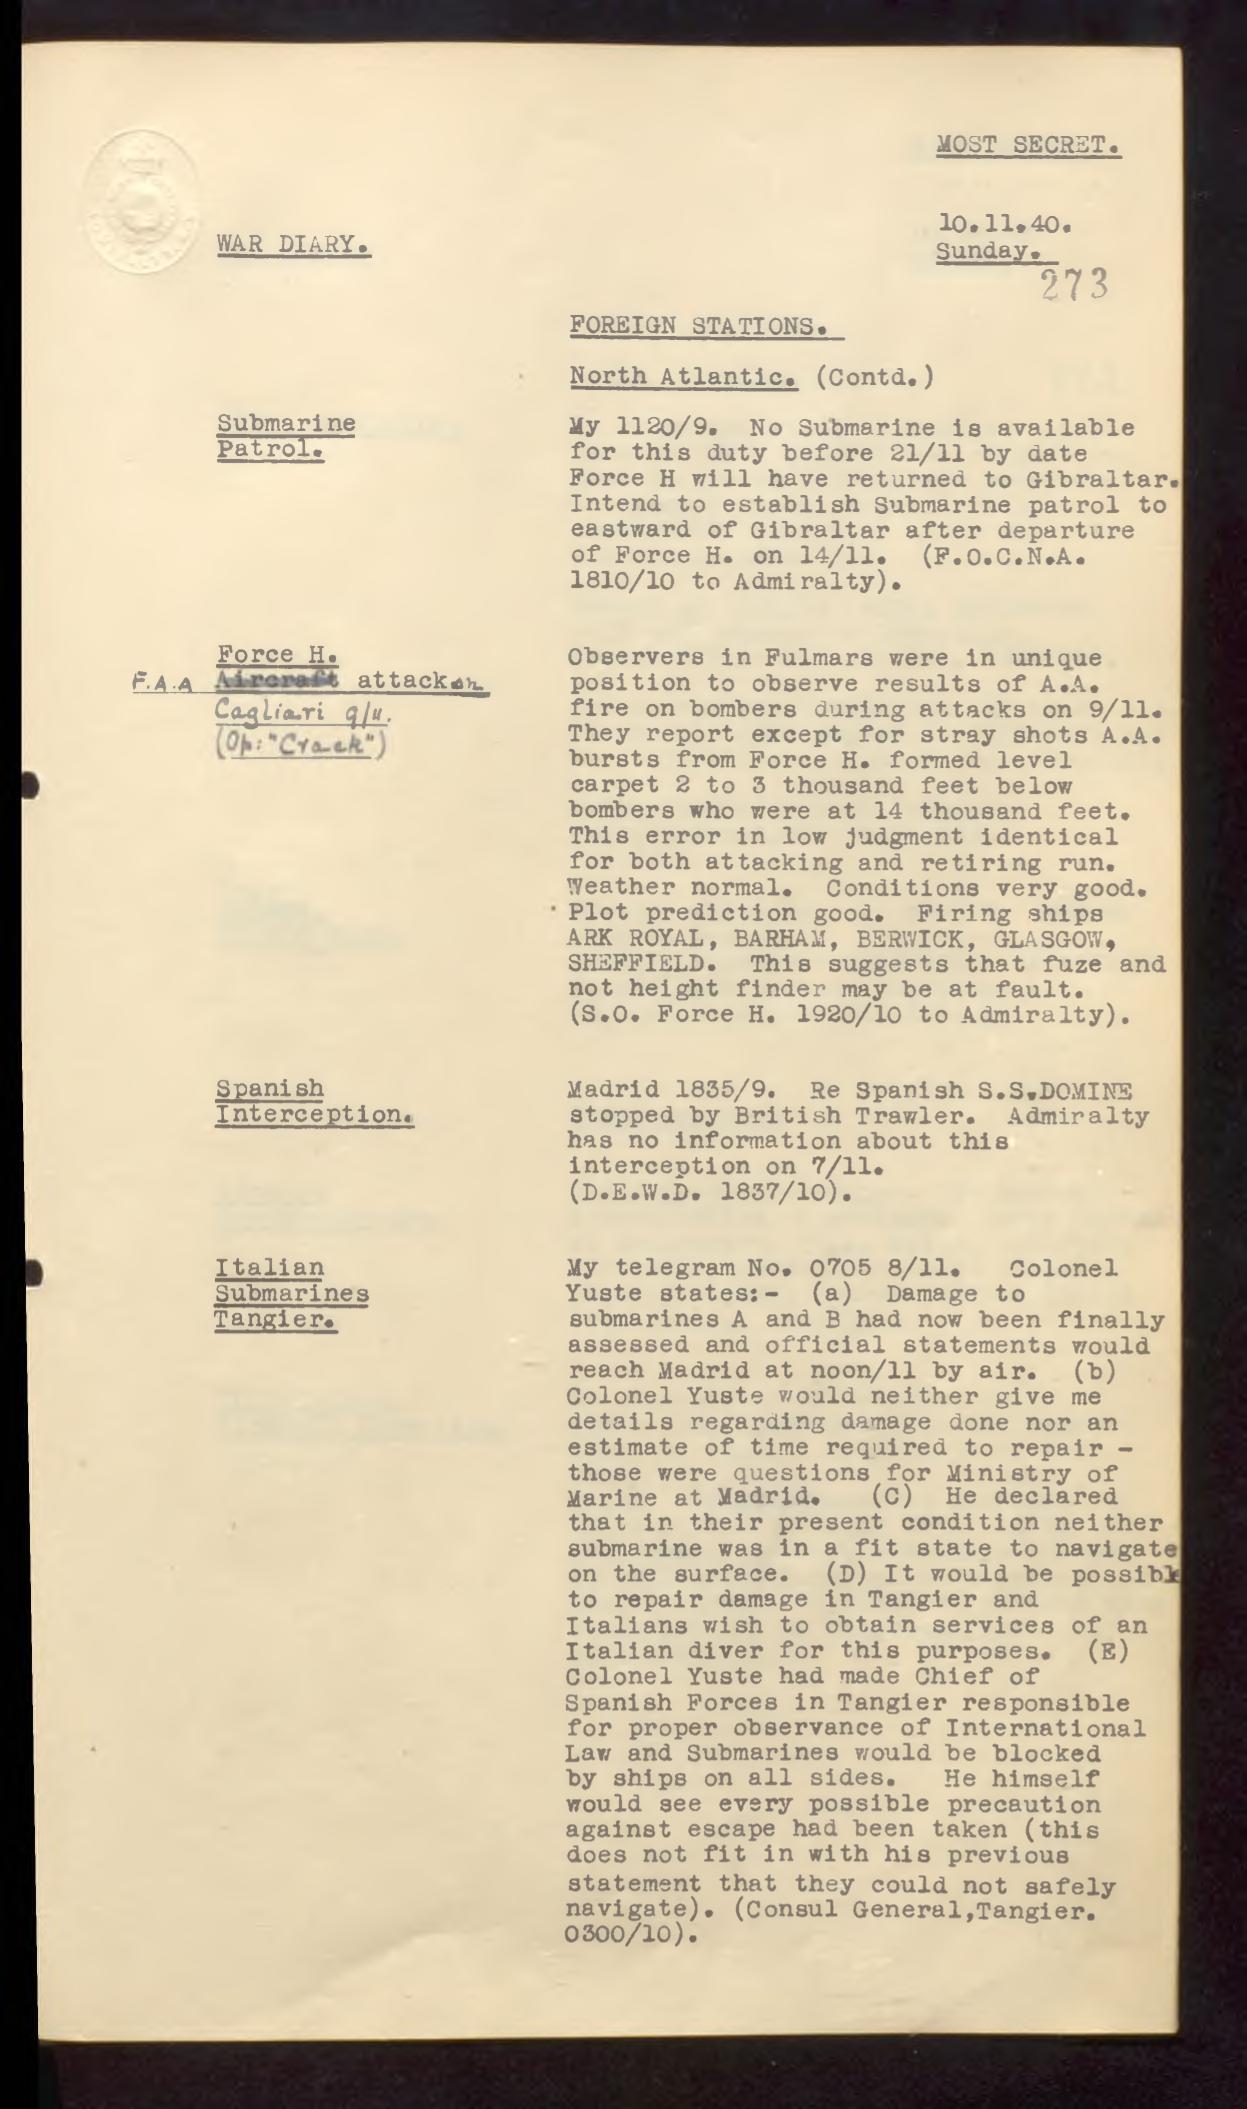 MOST SECRET.
10.11.40.
Sunday.
WAR DIARY.
273
FOREIGN STATIONS.
North Atlantic. (Contd.)
Submarine
Patrol.
My 1120/9. No Submarine is available
for this duty before 21/11 by date
Force H will have returned to Gibraltar.
Intend to establish Submarine patrol to
eastward of Gibraltar after departure
of Force H. on 14/11. (F.O.C.N.A.
1810/10 to Admiralty).
Force H.
F.A.A Aircraft attack on
Cagliari 9/11.
(Op: "Crack")
Observers in Fulmars were in unique
position to observe results of A.A.
fire on bombers during attacks on 9/11.
They report except for stray shots A.A.
bursts from Force H. formed level
carpet 2 to 3 thousand feet below
bombers who were at 14 thousand feet.
This error in low judgment identical
for both attacking and retiring run.
Weather normal. Conditions very good.
Plot prediction good. Firing ships
ARK ROYAL, BARHAM, BERWICK, GLASGOW,
SHEFFIELD. This suggests that fuze and
not height finder may be at fault.
(S.O. Force H. 1920/10 to Admiralty).
Spanish
Interception.
Madrid 1835/9. Re Spanish S.S.DOMINE
stopped by British Trawler. Admiralty
has no information about this
interception on 7/11.
(D.E.W.D. 1837/10).
Italian
Submarines
Tangier.
My telegram No. 0705 8/11. Colonel
Yuste states:- (a) Damage to
submarines A and B had now been finally
assessed and official statements would
reach Madrid at noon/11 by air. (b)
Colonel Yuste would neither give me
details regarding damage done nor an
estimate of time required to repair -
those were questions for Ministry of
Marine at Madrid. (C) He declared
that in their present condition neither
submarine was in a fit state to navigate
on the surface. (D) It would be possibl
to repair damage in Tangier and
Italians wish to obtain services of an
Italian diver for this purposes. (E)
Colonel Yuste had made Chief of
Spanish Forces in Tangier responsible
for proper observance of International
Law and Submarines would be blocked
by ships on all sides. He himself
would see every possible precaution
against escape had been taken (this
does not fit in with his previous
statement that they could not safely
navigate). (Consul General,Tangier.
0300/10).